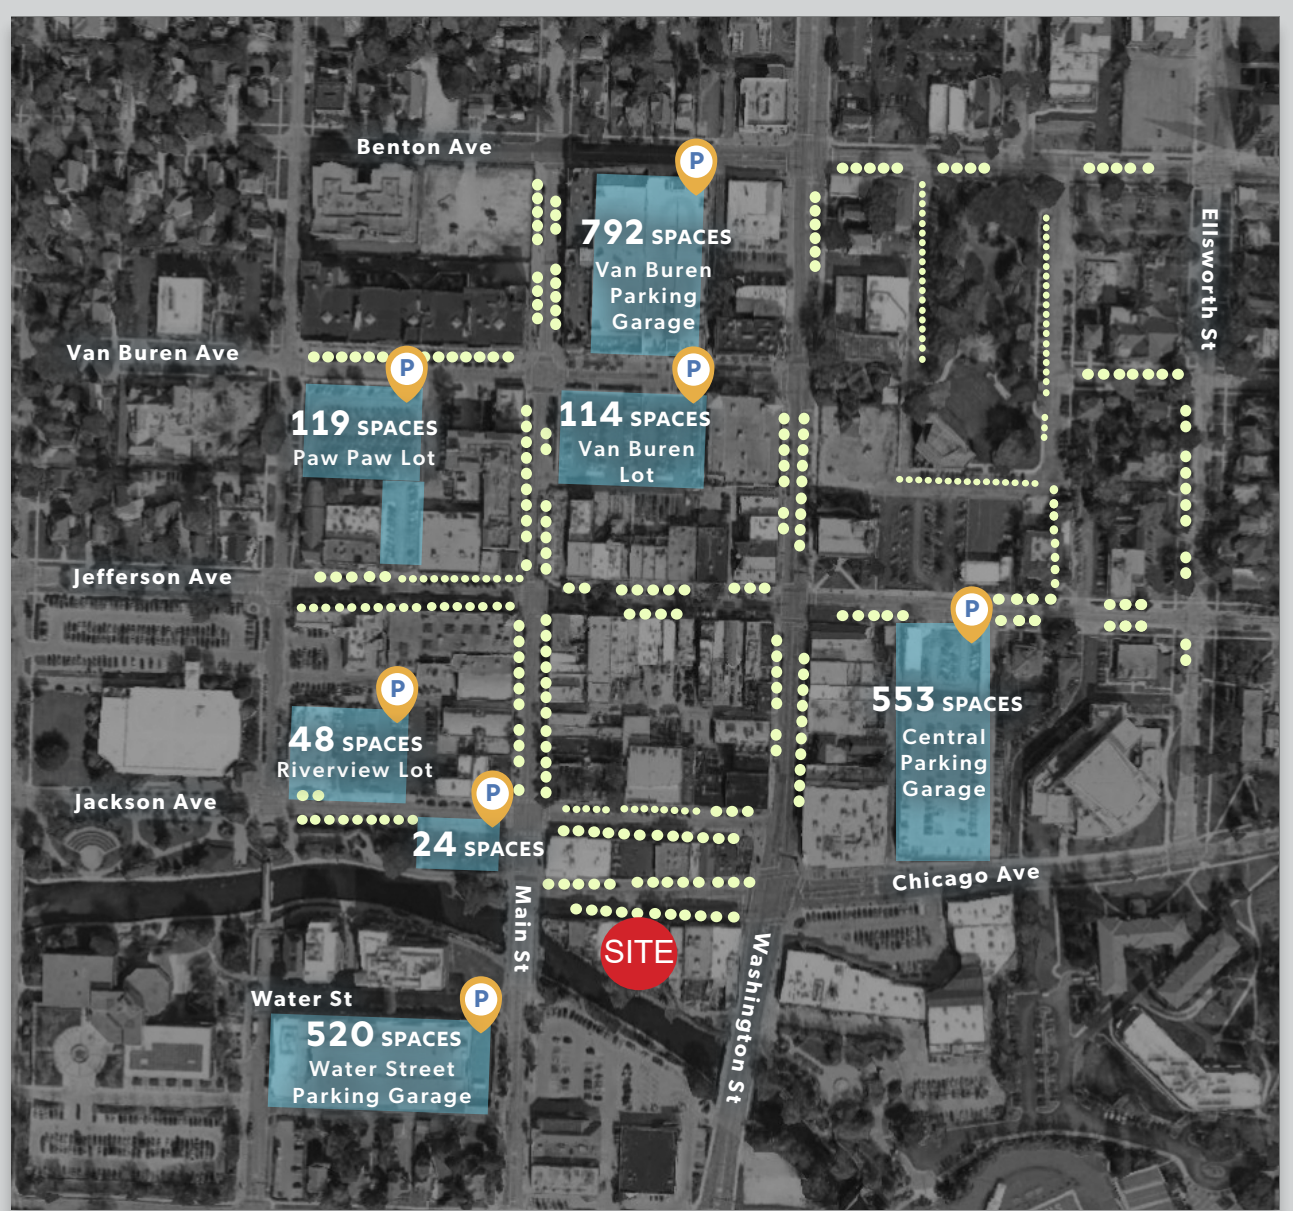 Benton Ave
P
792 SPACES
Van Buren
Parking
Garage
Ellsworth St
Van Buren Ave
P
119 SPACES
Paw Paw Lot
P
114 SPACES
Van Buren
Lot
Jefferson Ave
P
553 SPACES
Central
Parking
Garage
P
48 SPACES
Riverview Lot
Jackson Ave
P
24 SPACES
Chicago Ave
Main St
SITE
Washington St
Water St
P
520 SPACES
Water Street
Parking Garage